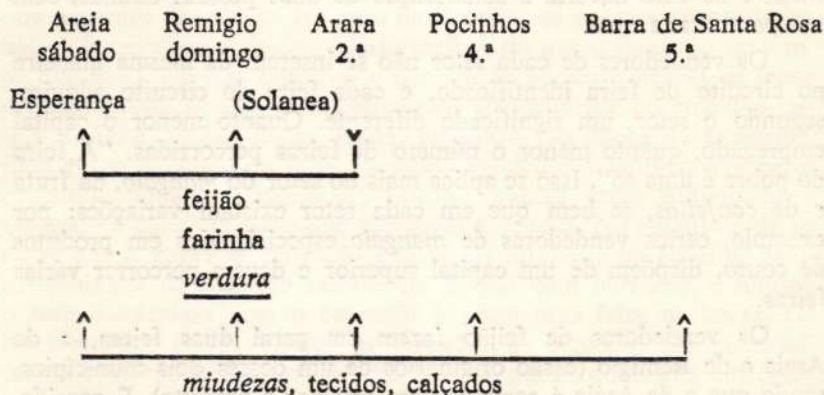 Areia Remigio Arara Pocinhos Barra de Santa Rosa
sábado domingo 2.ª 4.ª 5.ª
Esperança (Solanea)
feijão
farinha
verdura
miudezas, tecidos, calçados